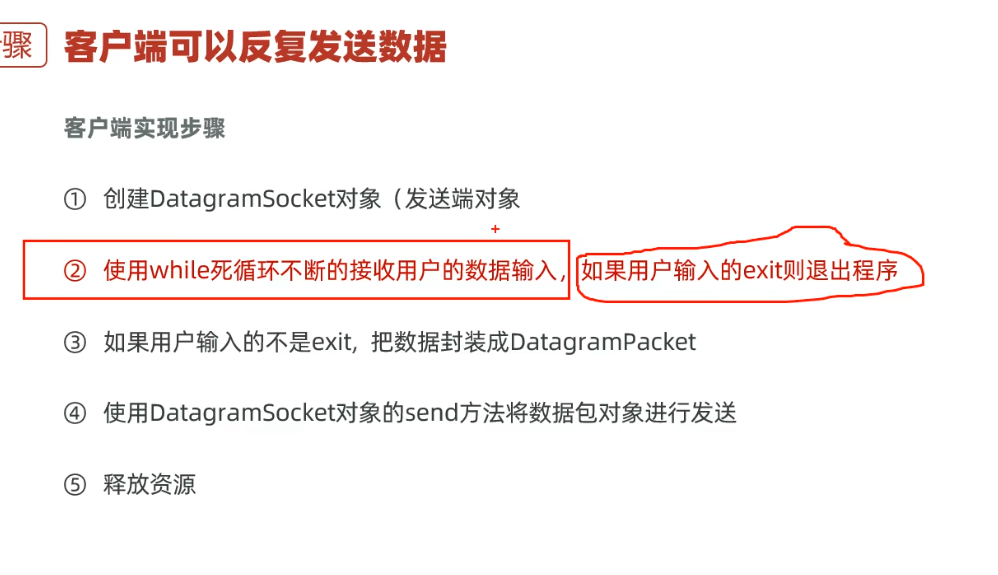 骤
客户端可以反复发送数据
客户端实现步骤
① 创建DatagramSocket对象（发送端对象
② 使用while死循环不断的接收用户的数据输入，如果用户输入的exit则退出程序
③ 如果用户输入的不是exit，把数据封装成DatagramPacket
④ 使用DatagramSocket对象的send方法将数据包对象进行发送
⑤ 释放资源